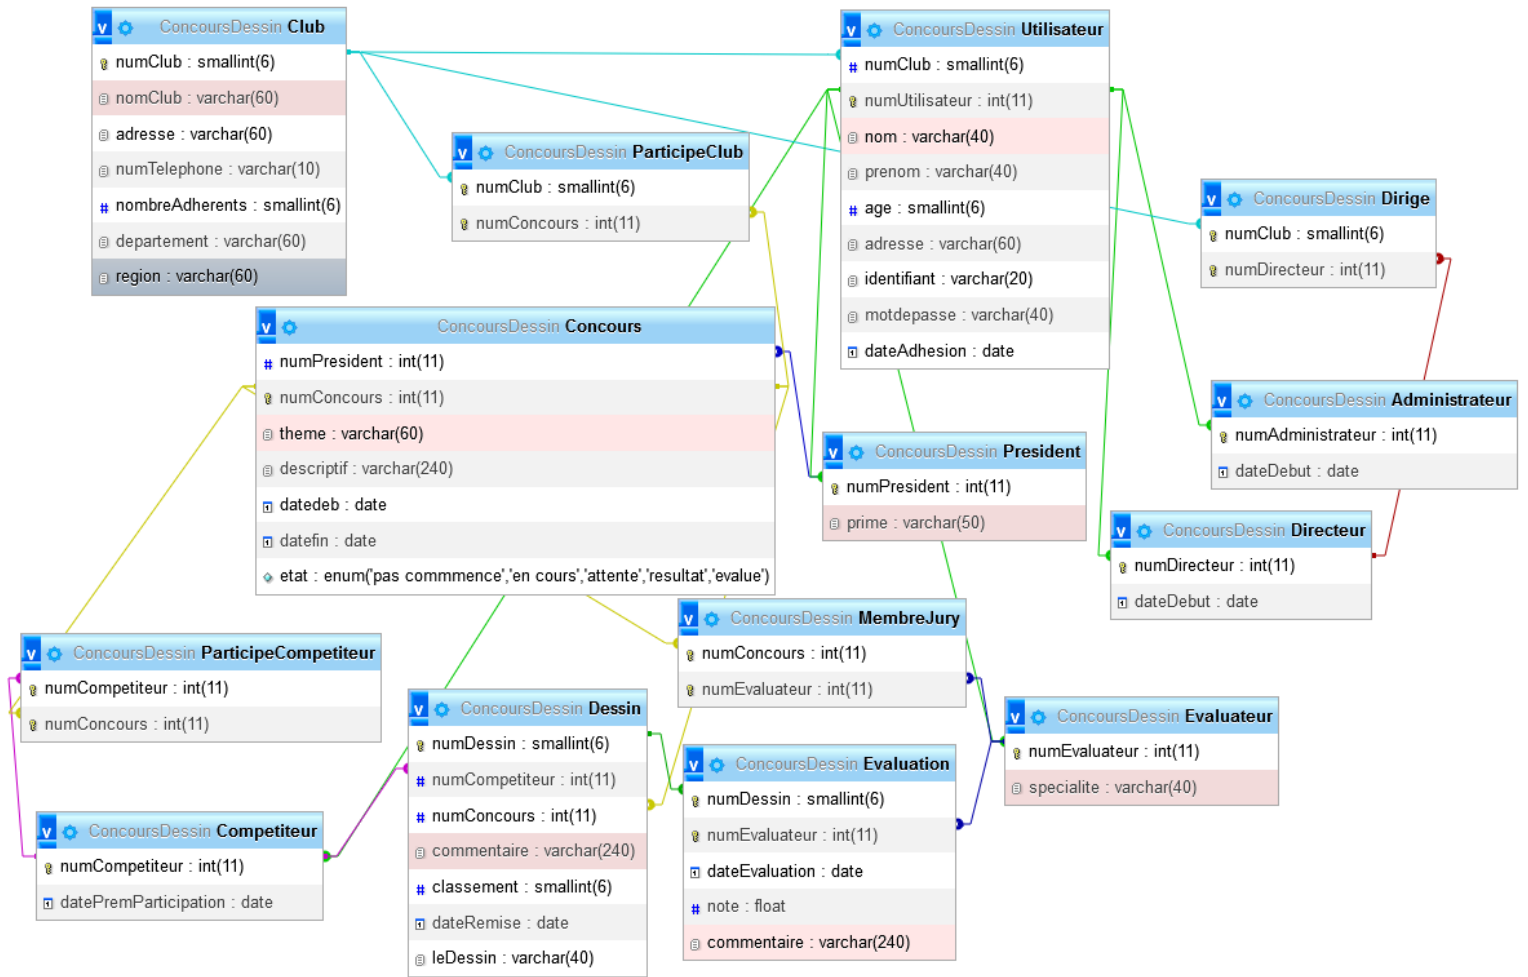 v ConcoursDessin Club
numClub : smallint(6)
nomClub : varchar(60)
adresse : varchar(60)
numTelephone : varchar(10)
# nombreAdherents : smallint(6)
departement : varchar(60)
region : varchar(60)
v ConcoursDessin Utilisateur
# numClub : smallint(6)
numUtilisateur : int(11)
nom : varchar(40)
prenom : varchar(40)
# age : smallint(6)
adresse : varchar(60)
identifiant : varchar(20)
motdepasse : varchar(40)
dateAdhesion : date
v ConcoursDessin ParticipeClub
numClub : smallint(6)
numConcours : int(11)
v ConcoursDessin Dirige
numClub : smallint(6)
numDirecteur : int(11)
v ConcoursDessin Concours
# numPresident : int(11)
numConcours : int(11)
theme : varchar(60)
descriptif : varchar(240)
datedeb : date
datefin : date
etat : enum('pas commmence','en cours','attente','resultat','evalue')
v ConcoursDessin Administrateur
numAdministrateur : int(11)
dateDebut : date
v ConcoursDessin President
numPresident : int(11)
prime : varchar(50)
v ConcoursDessin Directeur
numDirecteur : int(11)
dateDebut : date
v ConcoursDessin MembreJury
numConcours : int(11)
numEvaluateur : int(11)
v ConcoursDessin ParticipeCompetiteur
numCompetiteur : int(11)
numConcours : int(11)
v ConcoursDessin Dessin
numDessin : smallint(6)
# numCompetiteur : int(11)
# numConcours : int(11)
commentaire : varchar(240)
# classement : smallint(6)
dateRemise : date
leDessin : varchar(40)
v ConcoursDessin Evaluateur
numEvaluateur : int(11)
specialite : varchar(40)
v ConcoursDessin Evaluation
numDessin : smallint(6)
numEvaluateur : int(11)
dateEvaluation : date
# note : float
commentaire : varchar(240)
v ConcoursDessin Competiteur
numCompetiteur : int(11)
datePremParticipation : date